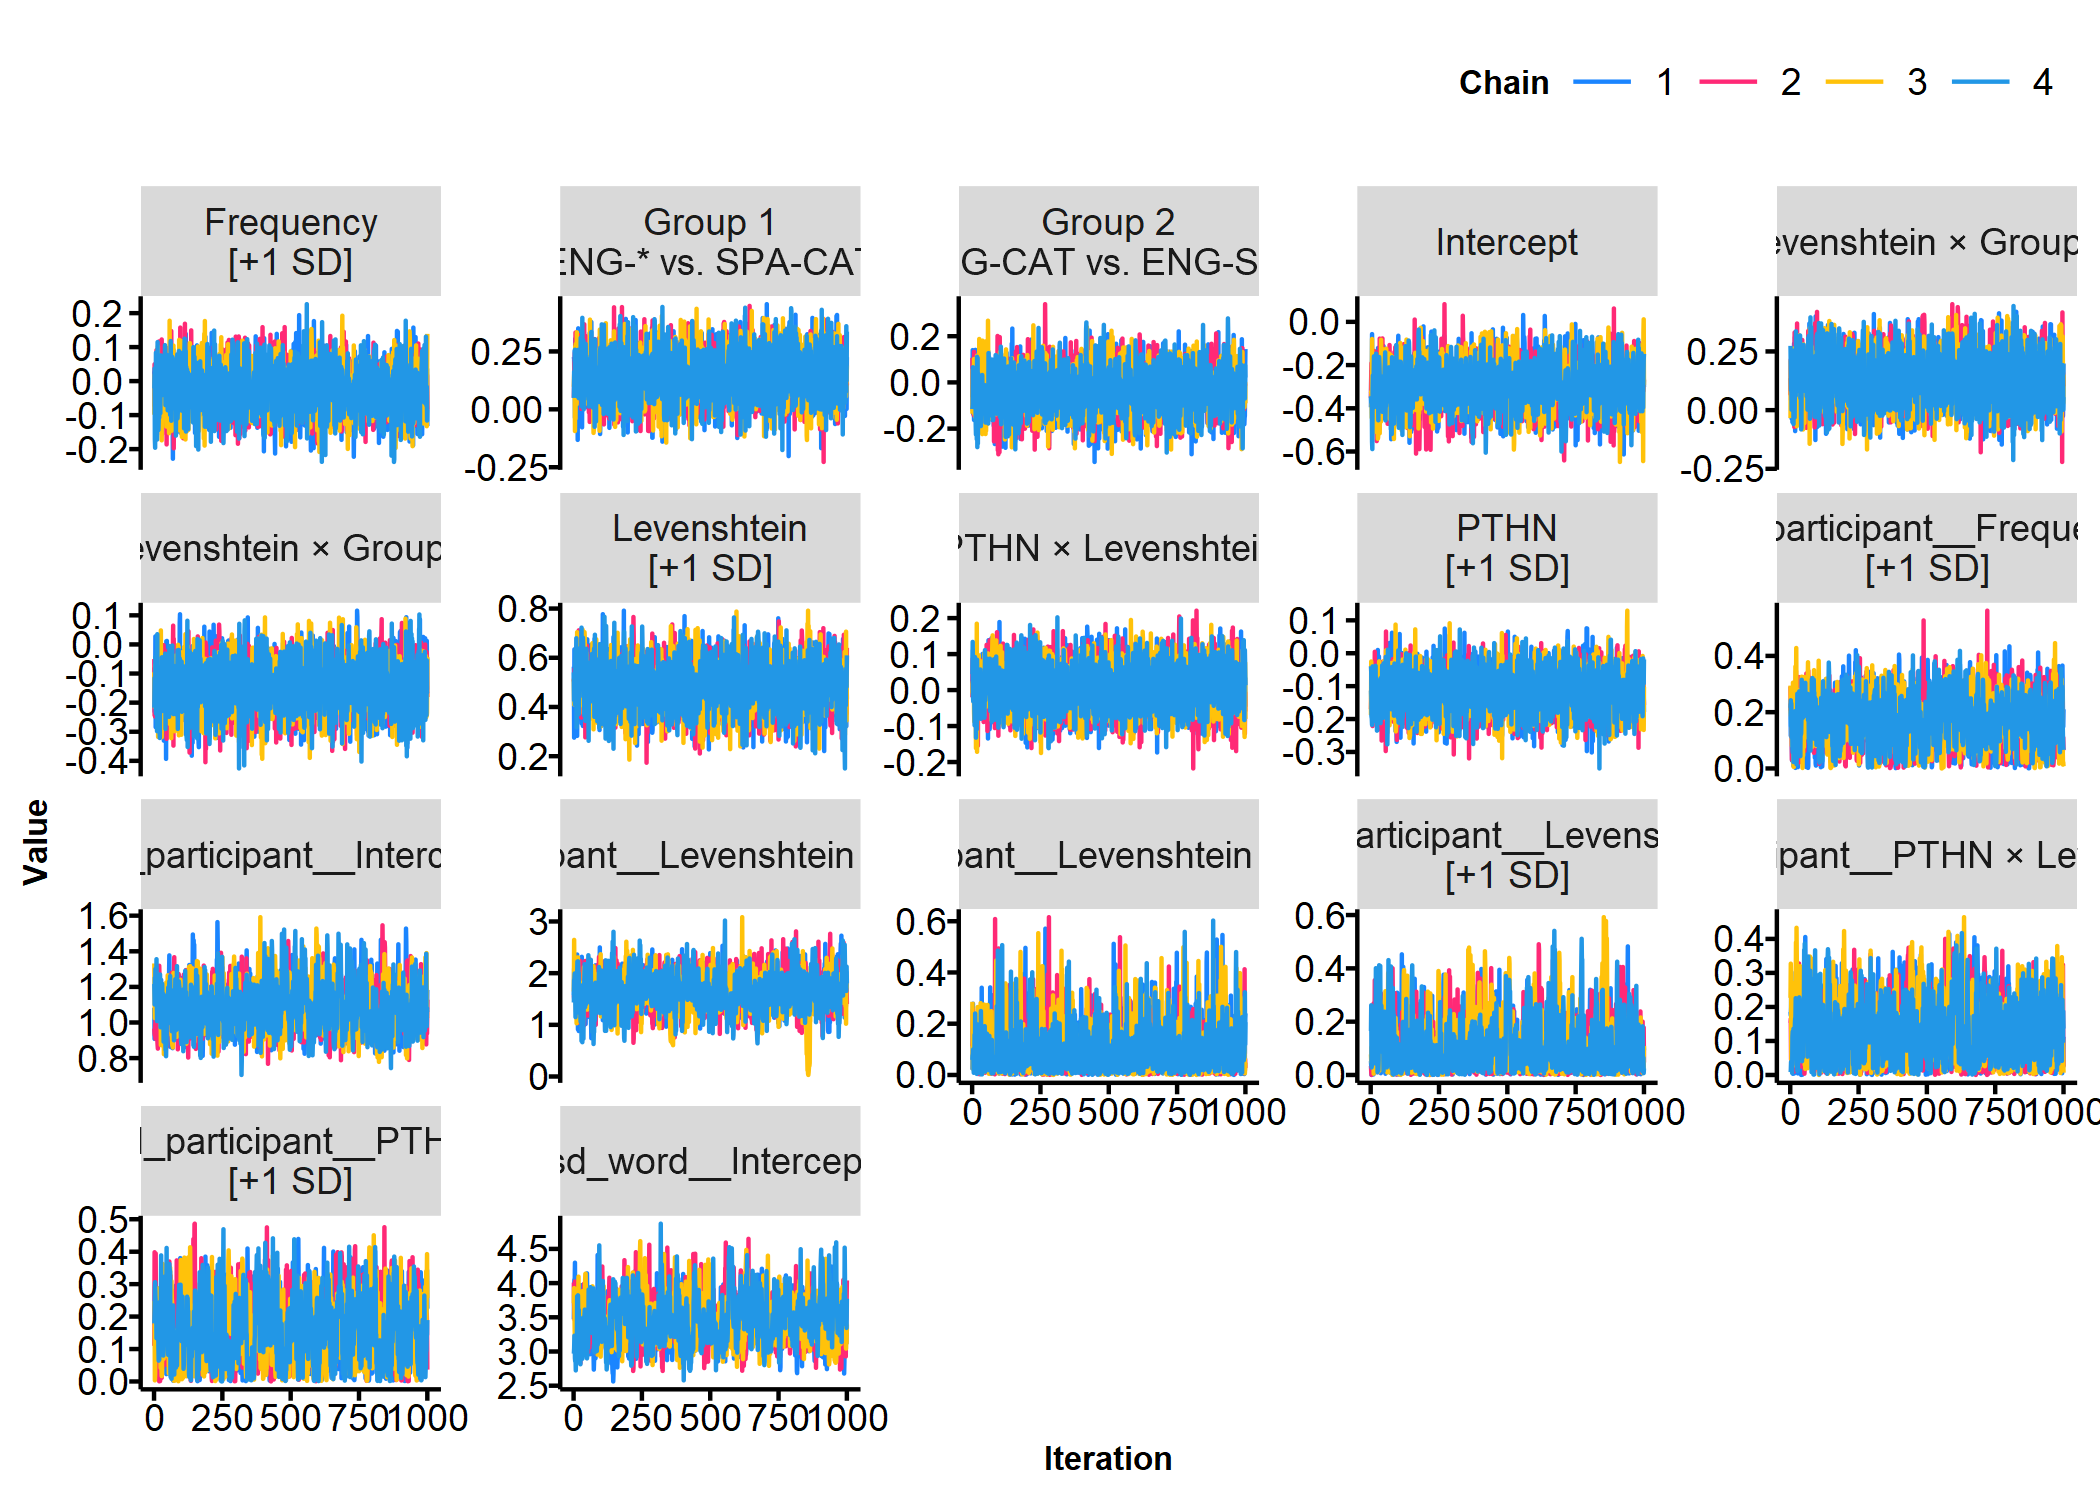 Chain 1 2 3 4
Frequency
[+1 SD]
Group 1
ENG-* vs. SPA-CAT
Group 2
G-CAT vs. ENG-S
Intercept
evenshtein × Group
0.2
0.1
0.0
-0.1
-0.2
0.25
0.00
-0.25
0.2
0.0
-0.2
0.0
-0.2
-0.4
-0.6
0.25
0.00
-0.25
evenshtein × Group
Levenshtein
[+1 SD]
PTHN × Levenshtei
PTHN
[+1 SD]
participant__Freque
[+1 SD]
0.1
0.0
-0.1
-0.2
-0.3
-0.4
0.8
0.6
0.4
0.2
0.2
0.1
0.0
-0.1
-0.2
0.1
0.0
-0.1
-0.2
-0.3
0.4
0.2
0.0
Value
_participant__Interc
pant__Levenshtein
pant__Levenshtein
articipant__Levens
[+1 SD]
ipant__PTHN × Le
1.6
1.4
1.2
1.0
0.8
3
2
1
0
0.6
0.4
0.2
0.0
0.6
0.4
0.2
0.0
0.4
0.3
0.2
0.1
0.0
0 250 500 750 1000
0 250 500 750 1000
0 250 500 750 1000
_participant__PTH
[+1 SD]
sd_word__Intercep
0.5
0.4
0.3
0.2
0.1
0.0
4.5
4.0
3.5
3.0
2.5
0 250 500 750 1000
0 250 500 750 1000
Iteration